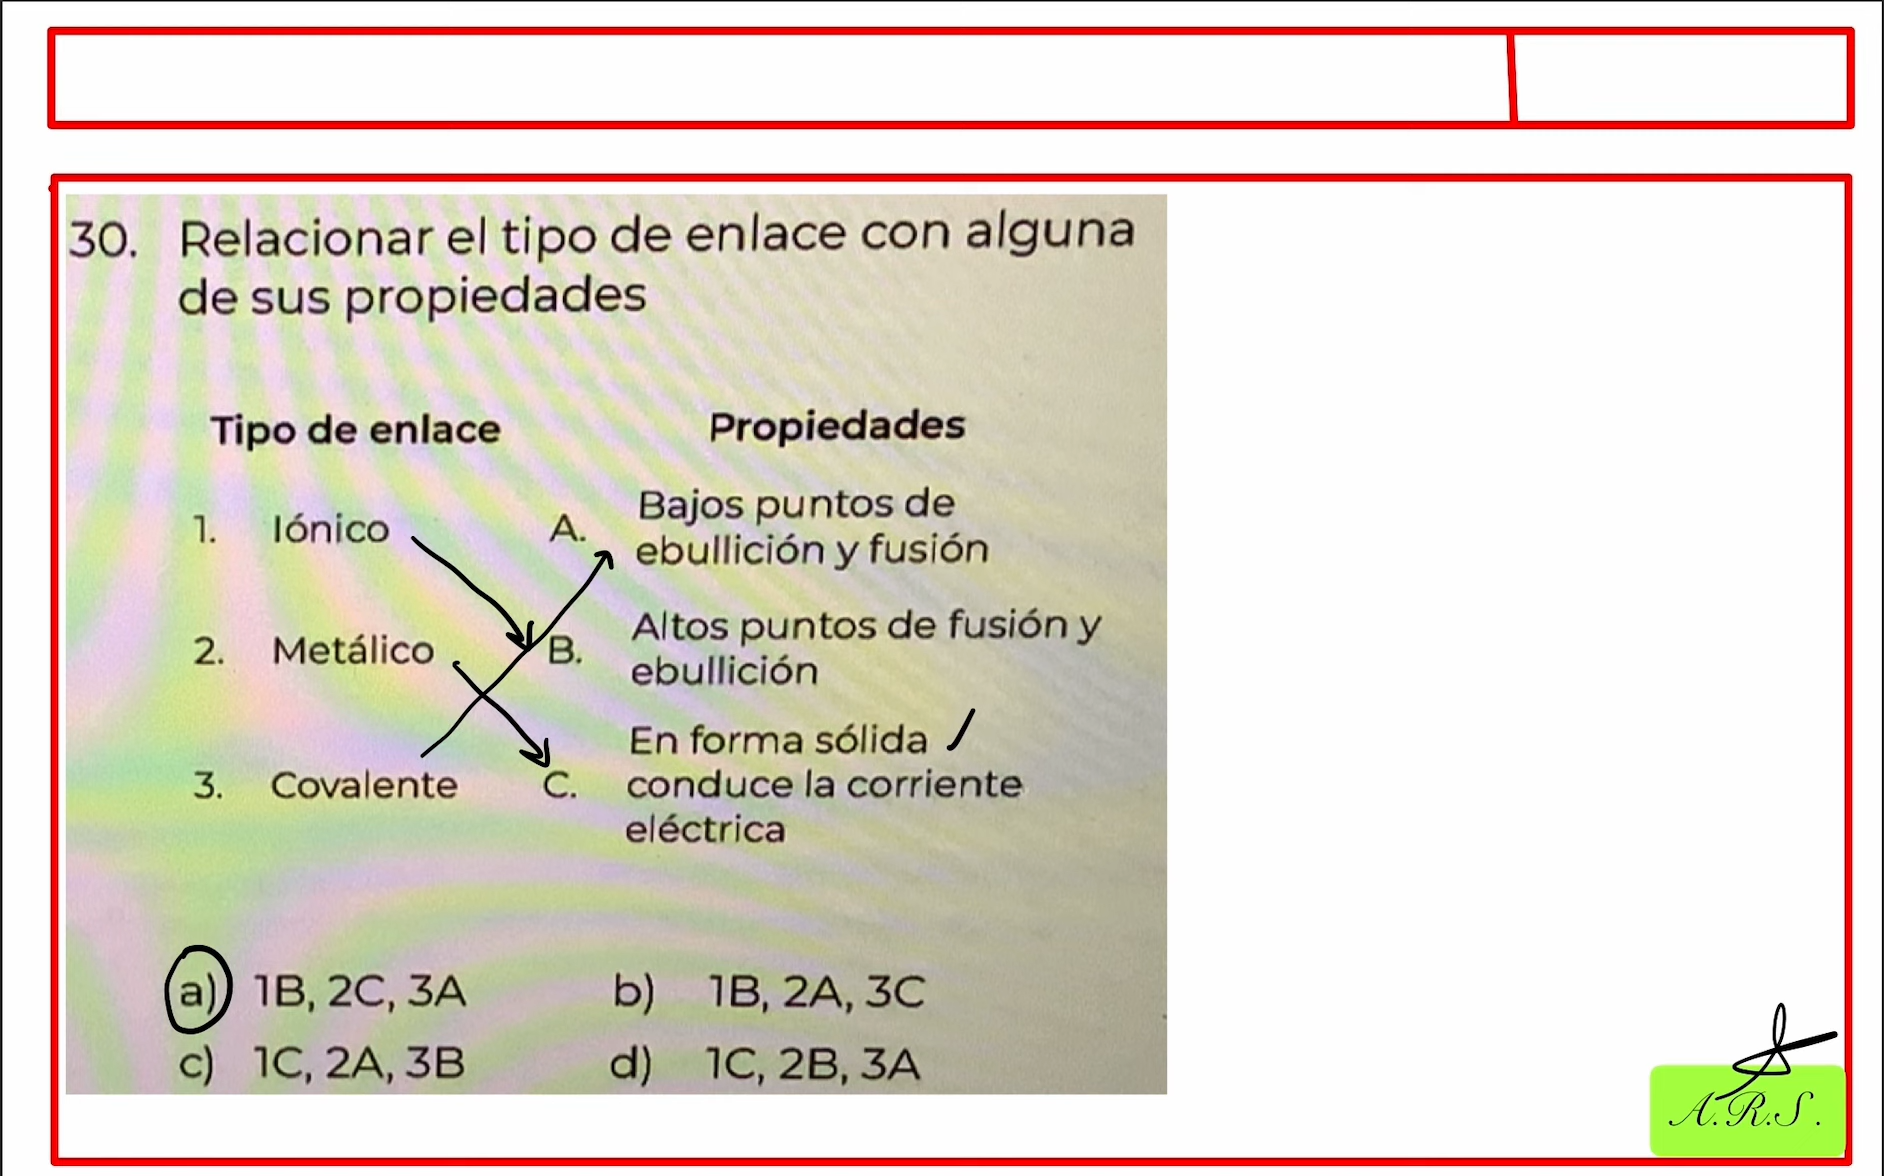 30. Relacionar el tipo de enlace con alguna
de sus propiedades
Tipo de enlace Propiedades
1. Iónico A. Bajos puntos de
ebullición y fusión
2. Metálico B. Altos puntos de fusión y
ebullición
En forma sólida
3. Covalente C. conduce la corriente
eléctrica
a) 1B, 2C, 3A b) 1B, 2A, 3C
c) 1C, 2A, 3B d) 1C, 2B, 3A
A.R.S.